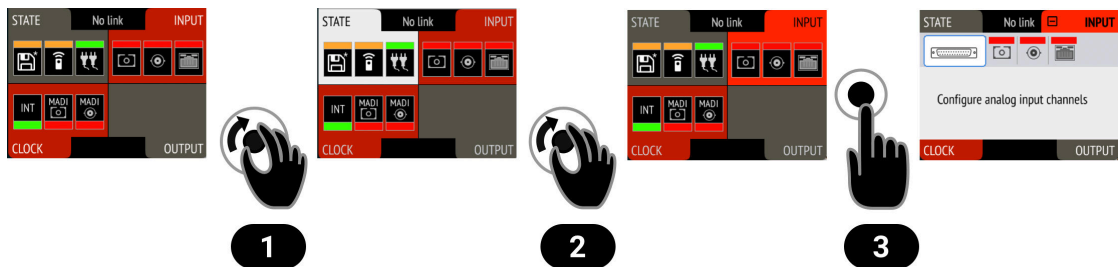 STATE No link INPUT
INT MADI MADI
CLOCK OUTPUT
STATE No link INPUT
INT MADI MADI
CLOCK OUTPUT
STATE No link INPUT
INT MADI MADI
CLOCK OUTPUT
STATE No link INPUT
Configure analog input channels
CLOCK OUTPUT
1
2
3